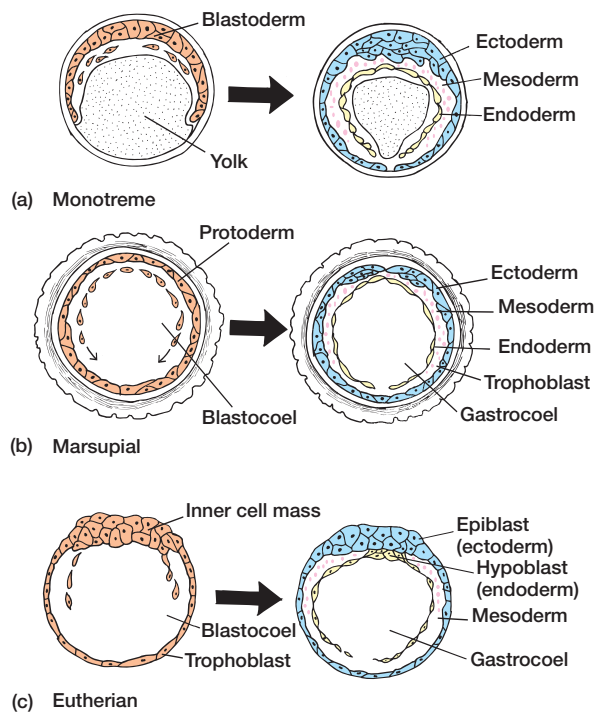 Blastoderm
Yolk
Ectoderm
Mesoderm
Endoderm
(a) Monotreme
Protoderm
Blastocoel
Ectoderm
Mesoderm
Endoderm
Trophoblast
Gastrocoel
(b) Marsupial
Inner cell mass
Blastocoel
Trophoblast
Epiblast
(ectoderm)
Hypoblast
(endoderm)
Mesoderm
Gastrocoel
(c) Eutherian